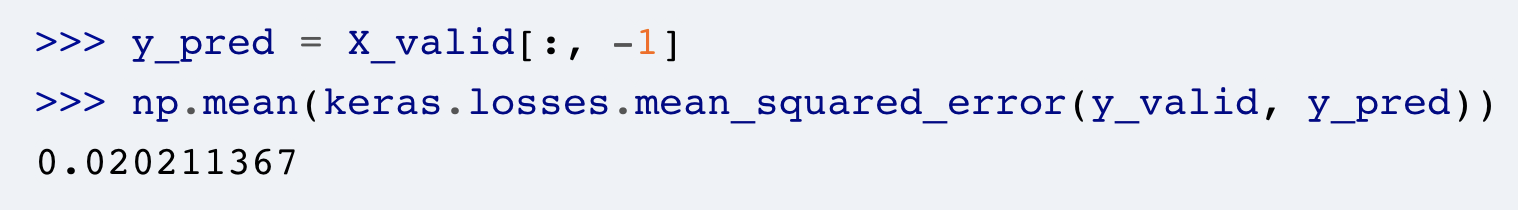 >>> y_pred = X_valid[:, -1]
>>> np.mean(keras.losses.mean_squared_error(y_valid, y_pred))
0.020211367